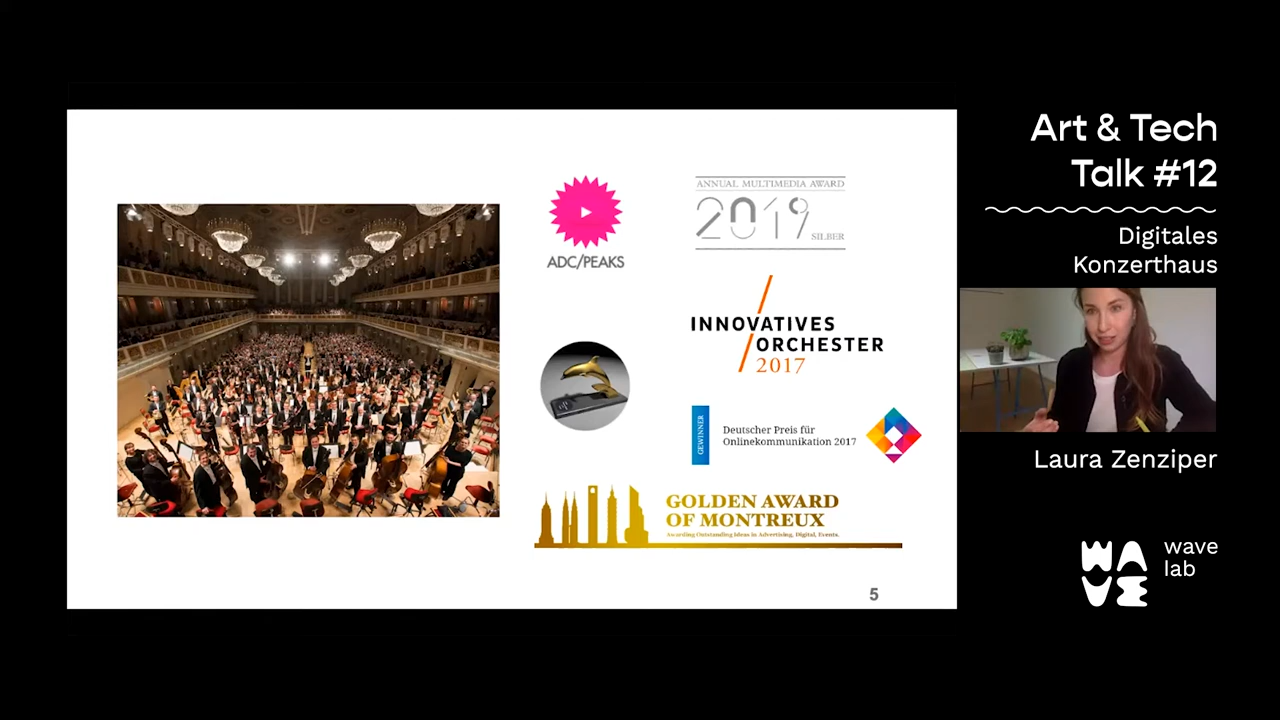 ADC/PEAKS
ANNUAL MULTIMEDIA AWARD
2019
SILBER
INNOVATIVES
ORCHESTER
2017
GEWINNER
Deutscher Preis für
Onlinekommunikation 2017
GOLDEN AWARD
OF MONTREUX
Awarding Outstanding Ideas in Advertising, Digital, Events.
5
Art & Tech
Talk #12
Digitales
Konzerthaus
Laura Zenziper
WAVE
wave
lab